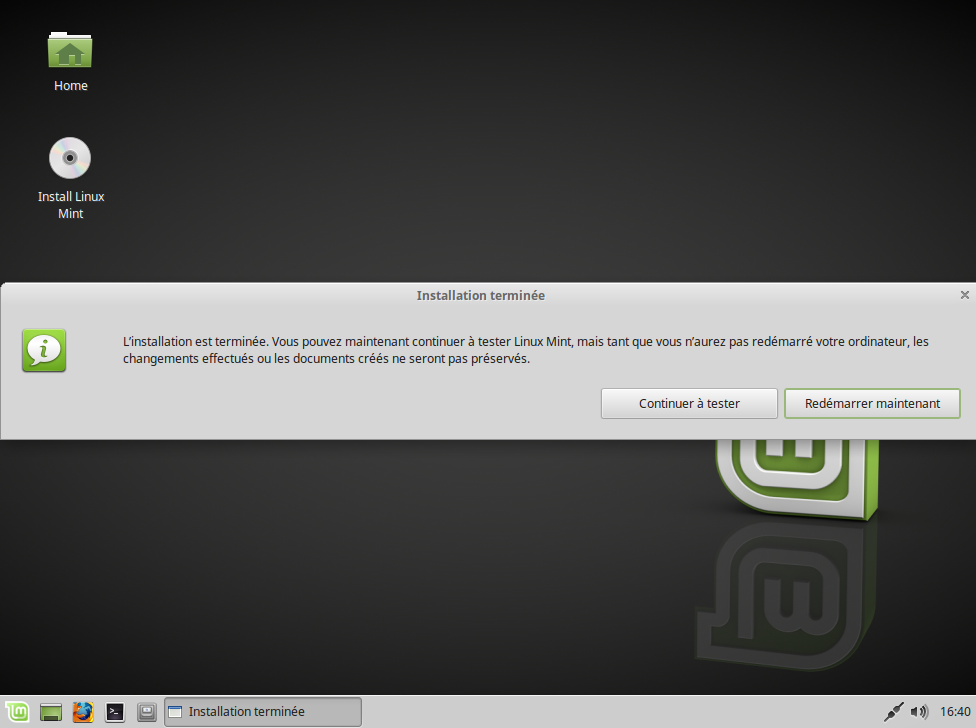 Home
Install Linux
Mint
Installation terminée
L’installation est terminée. Vous pouvez maintenant continuer à tester Linux Mint, mais tant que vous n’aurez pas redémarré votre ordinateur, les
changements effectués ou les documents créés ne seront pas préservés.
Continuer à tester
Redémarrer maintenant
Installation terminée
16:40